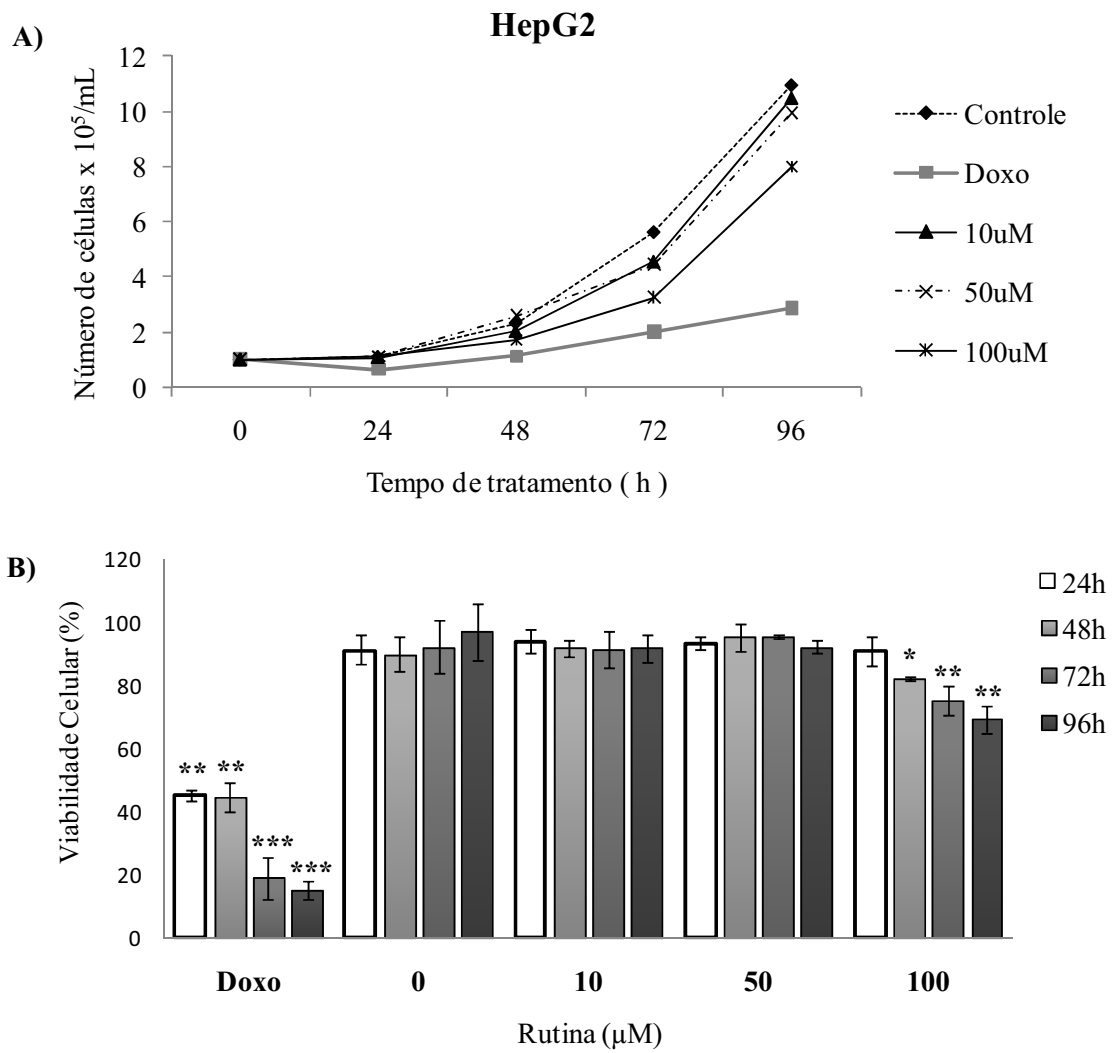 HepG2
A)
Número de células x 10⁵/mL
12
10
8
6
4
2
0
0 24 48 72 96
Tempo de tratamento ( h )
Controle
Doxo
10uM
50uM
100uM
B)
Viabilidade Celular (%)
120
100
80
60
40
20
0
** ** *** ***
* ** **
Doxo 0 10 50 100
Rutina (µM)
24h
48h
72h
96h